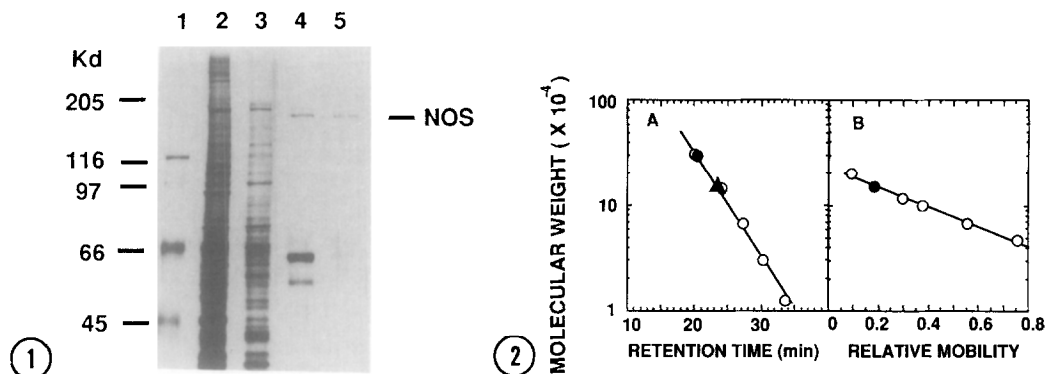 1 2 3 4 5
Kd
205
116
97
66
45
NOS
1
MOLECULAR WEIGHT ( X 10⁻⁴)
100
10
1
A
B
10 20 30 0 0.2 0.4 0.6 0.8
RETENTION TIME (min) RELATIVE MOBILITY
2